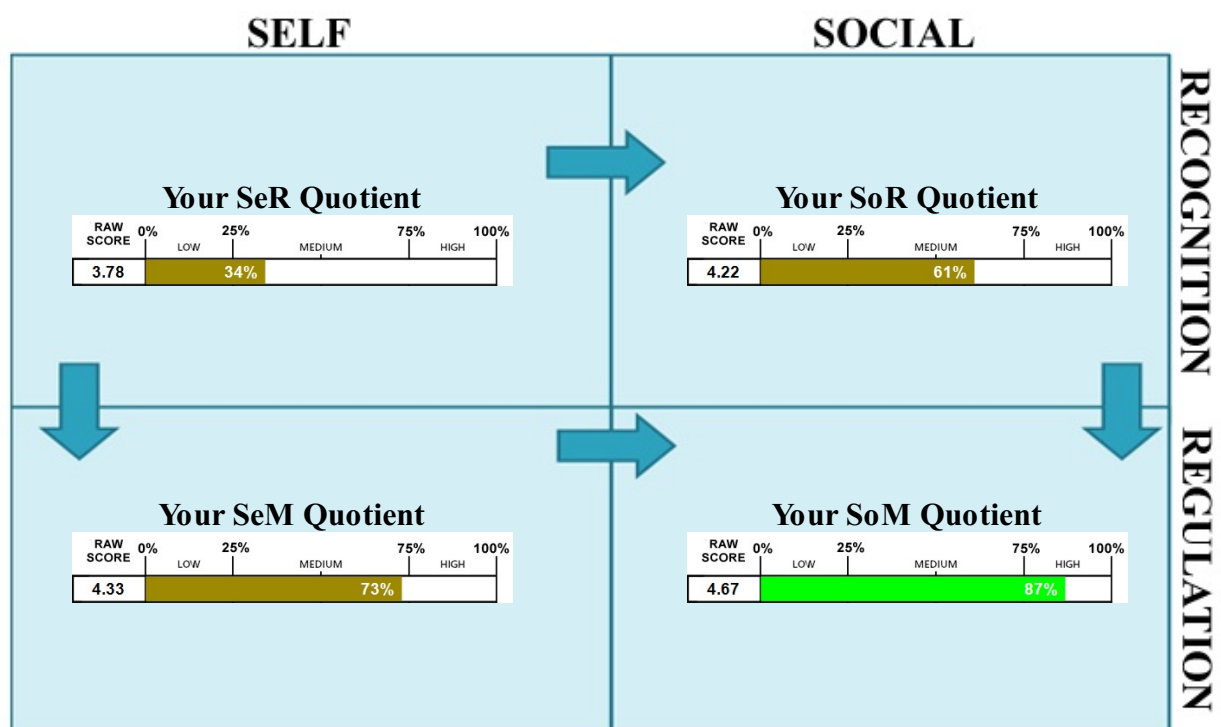 SELF
SOCIAL
RECOGNITION
Your SeR Quotient
RAW SCORE 0% 25% 75% 100%
LOW MEDIUM HIGH
3.78 34%
Your SoR Quotient
RAW SCORE 0% 25% 75% 100%
LOW MEDIUM HIGH
4.22 61%
REGULATION
Your SeM Quotient
RAW SCORE 0% 25% 75% 100%
LOW MEDIUM HIGH
4.33 73%
Your SoM Quotient
RAW SCORE 0% 25% 75% 100%
LOW MEDIUM HIGH
4.67 87%